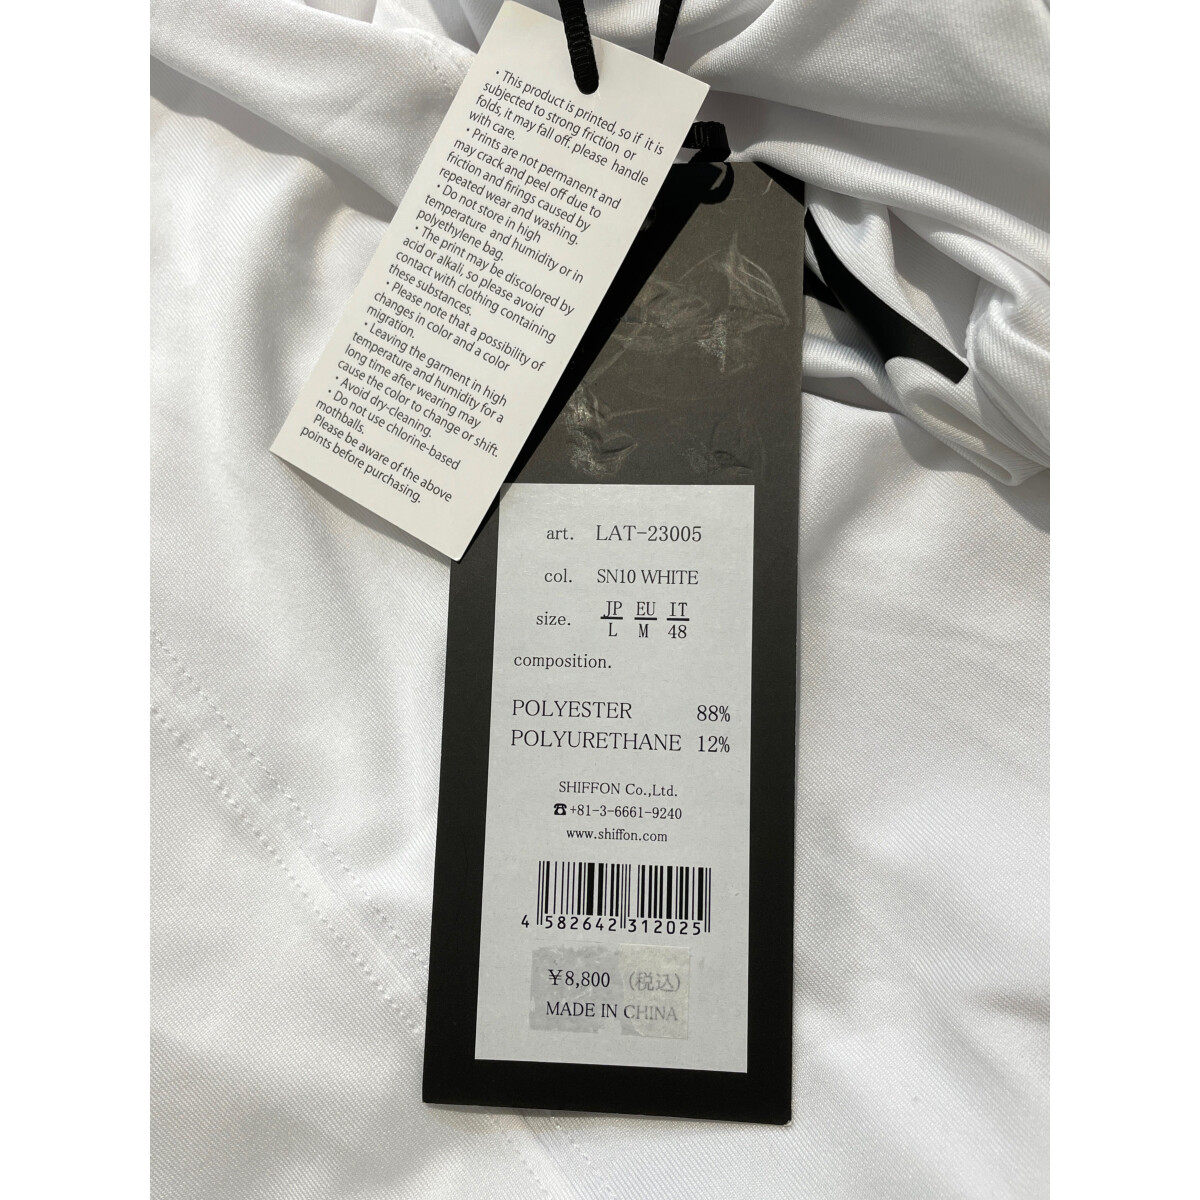 • This product is printed, so if it is
subjected to strong friction, or
folds, it may fall off. please handle
with care.
• Prints are not permanent and
may crack and peel off due to
friction and firings caused by
repeated wear and washing.
• Do not store in high
temperature and humidity or in
polyethylene bag.
• The print may be discolored by
acid or alkali, so please avoid
contact with clothing containing
these substances.
• Please note that a possibility of
changes in color and a color
migration.
• Leaving the garment in high
temperature and humidity for a
long time after wearing may
cause the color to change or shift.
• Avoid dry-cleaning.
• Do not use chlorine-based
mothballs.
Please be aware of the above
points before purchasing.
art. LAT-23005
col. SN10 WHITE
size. JP EU IT
L M 48
composition.
POLYESTER 88%
POLYURETHANE 12%
SHIFFON Co.,Ltd.
☎+81-3-6661-9240
www.shiffon.com
4 582642 312025
¥8,800 (税込)
MADE IN CHINA